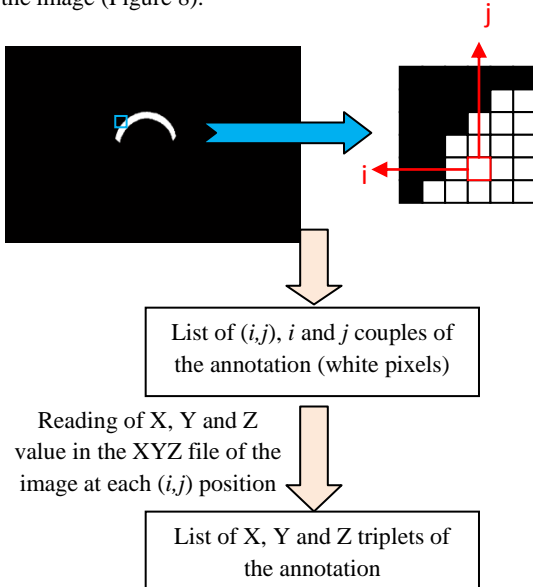 the image (Figure 8).
j
i
List of (i,j), i and j couples of
the annotation (white pixels)
Reading of X, Y and Z
value in the XYZ file of the
image at each (i,j) position
List of X, Y and Z triplets of
the annotation